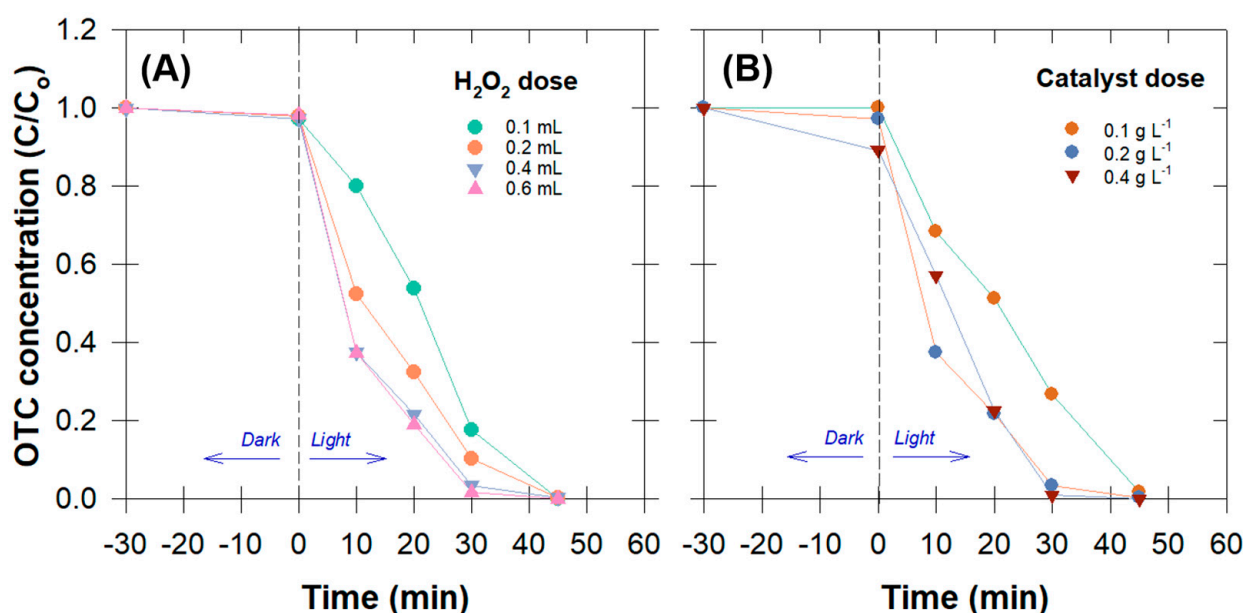 (A)
H₂O₂ dose
0.1 mL
0.2 mL
0.4 mL
0.6 mL
Dark Light
OTC concentration (C/Cₒ)
1.2
1.0
0.8
0.6
0.4
0.2
0.0
-30 -20 -10 0 10 20 30 40 50 60
Time (min)
(B)
Catalyst dose
0.1 g L⁻¹
0.2 g L⁻¹
0.4 g L⁻¹
Dark Light
-30 -20 -10 0 10 20 30 40 50 60
Time (min)